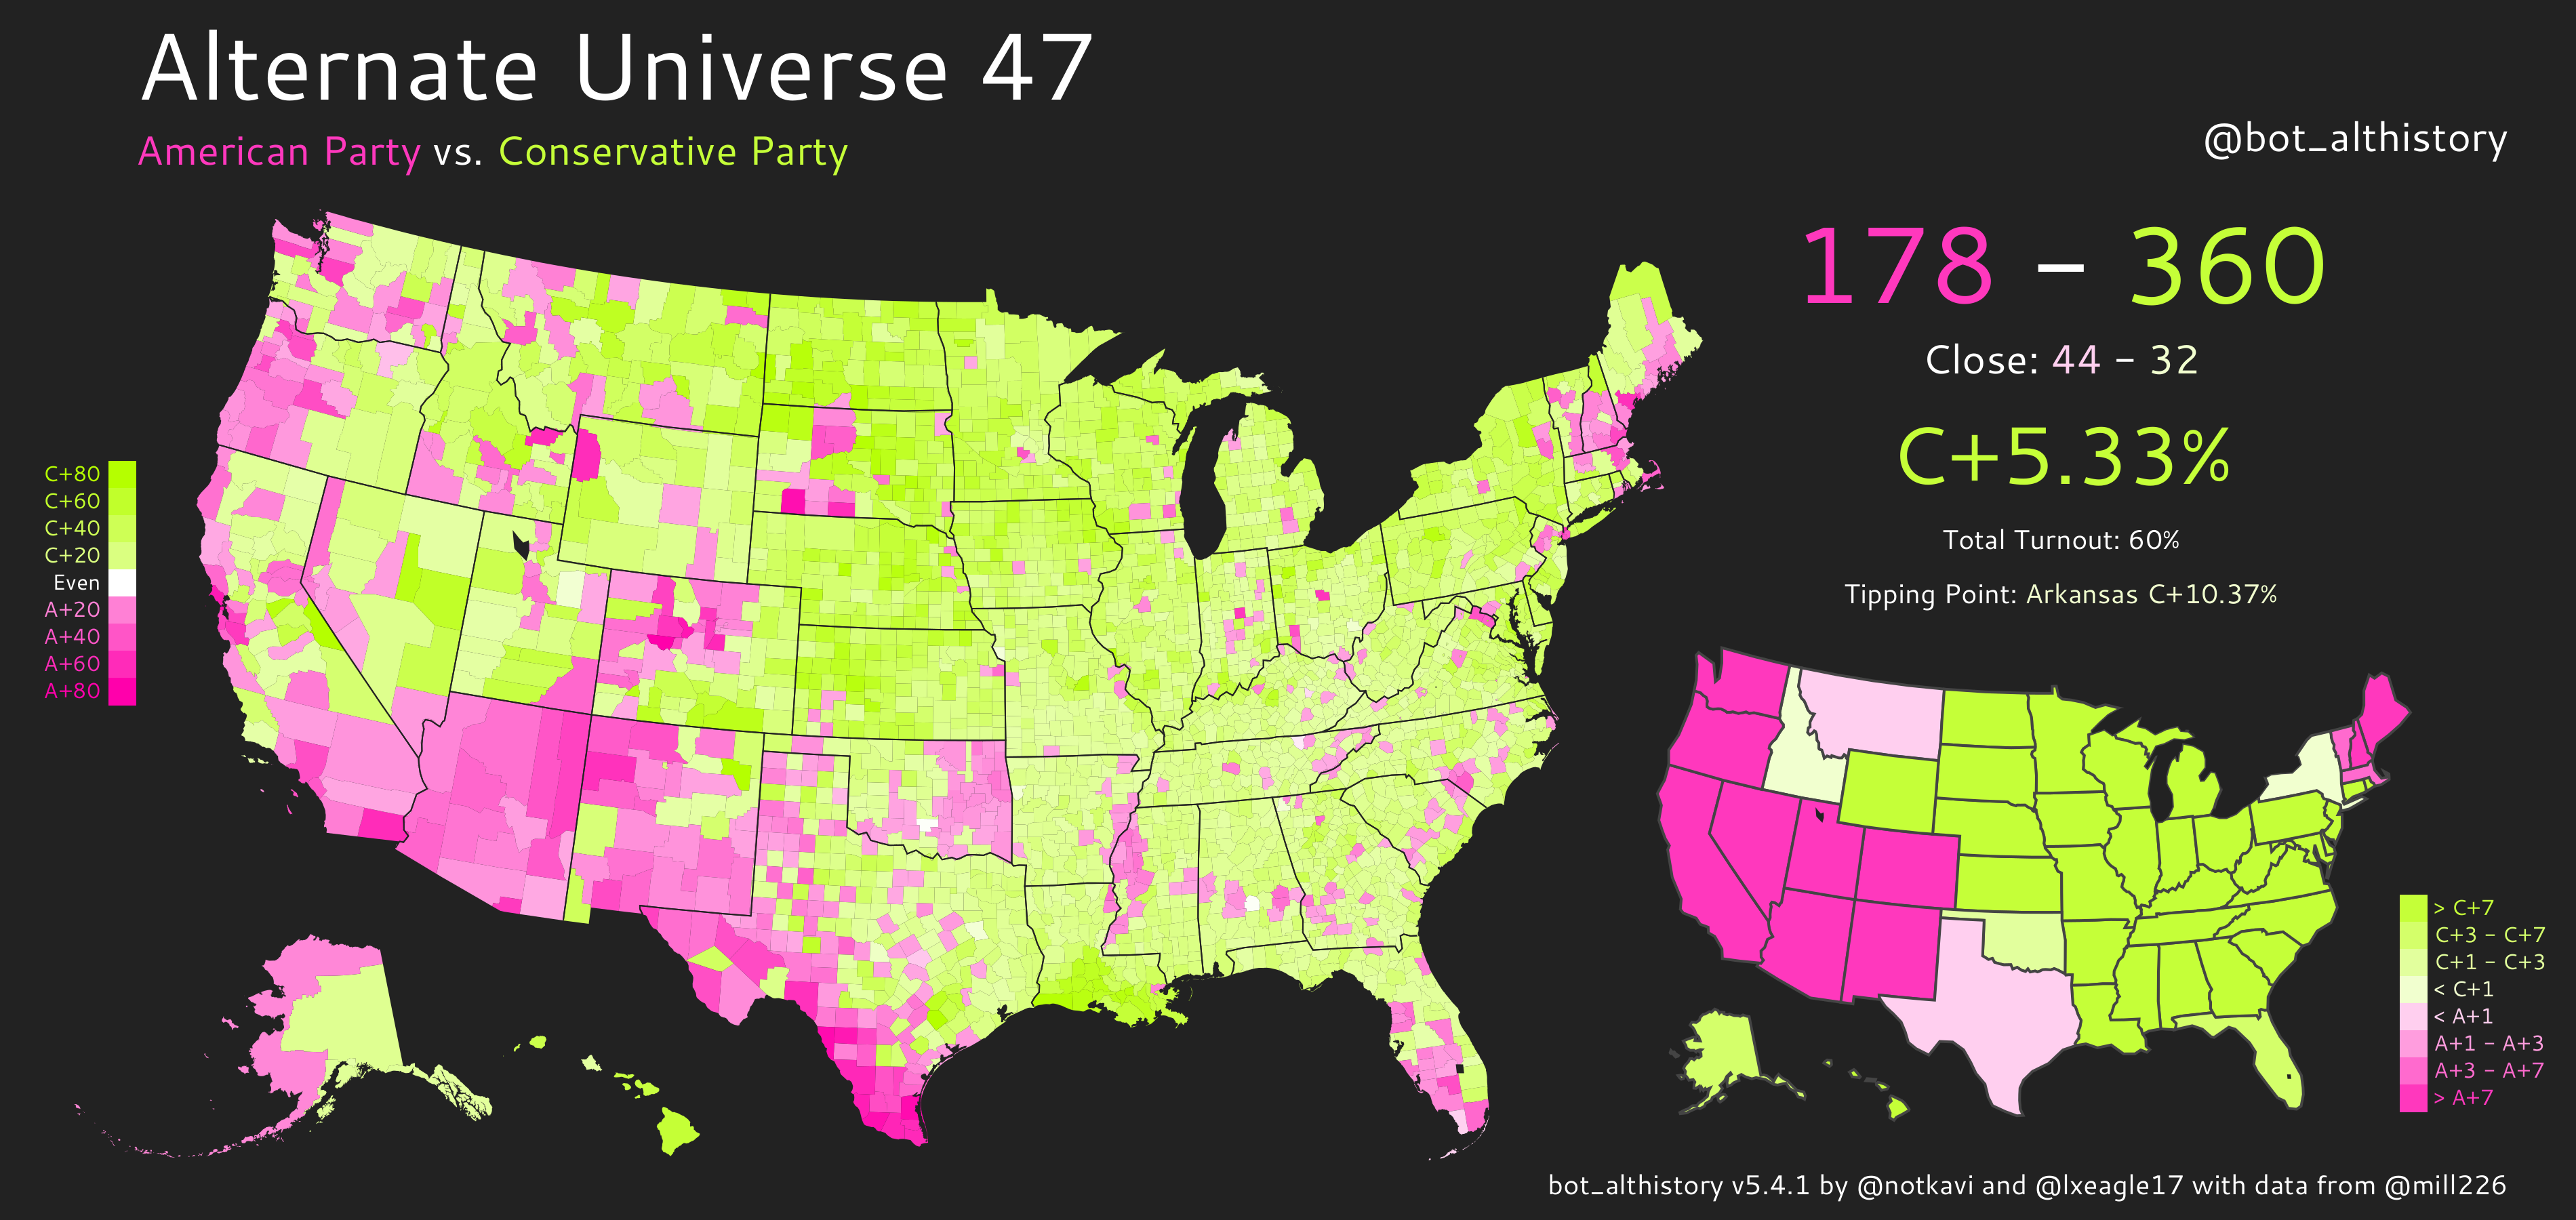 Alternate Universe 47
American Party vs. Conservative Party
@bot_althistory
178 - 360
Close: 44 - 32
C+5.33%
Total Turnout: 60%
Tipping Point: Arkansas C+10.37%
C+80
C+60
C+40
C+20
Even
A+20
A+40
A+60
A+80
> C+7
C+3 - C+7
C+1 - C+3
< C+1
< A+1
A+1 - A+3
A+3 - A+7
> A+7
bot_althistory v5.4.1 by @notkavi and @lxeagle17 with data from @mill226